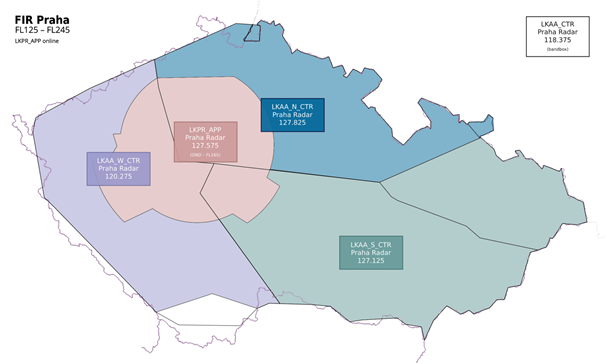 FIR Praha
FL125 – FL245
LKPR_APP online
LKAA_CTR
Praha Radar
118.375
(bandbox)
LKAA_N_CTR
Praha Radar
127.825
LKPR_APP
Praha Radar
127.575
LKAA_W_CTR
Praha Radar
120.275
LKAA_S_CTR
Praha Radar
127.125